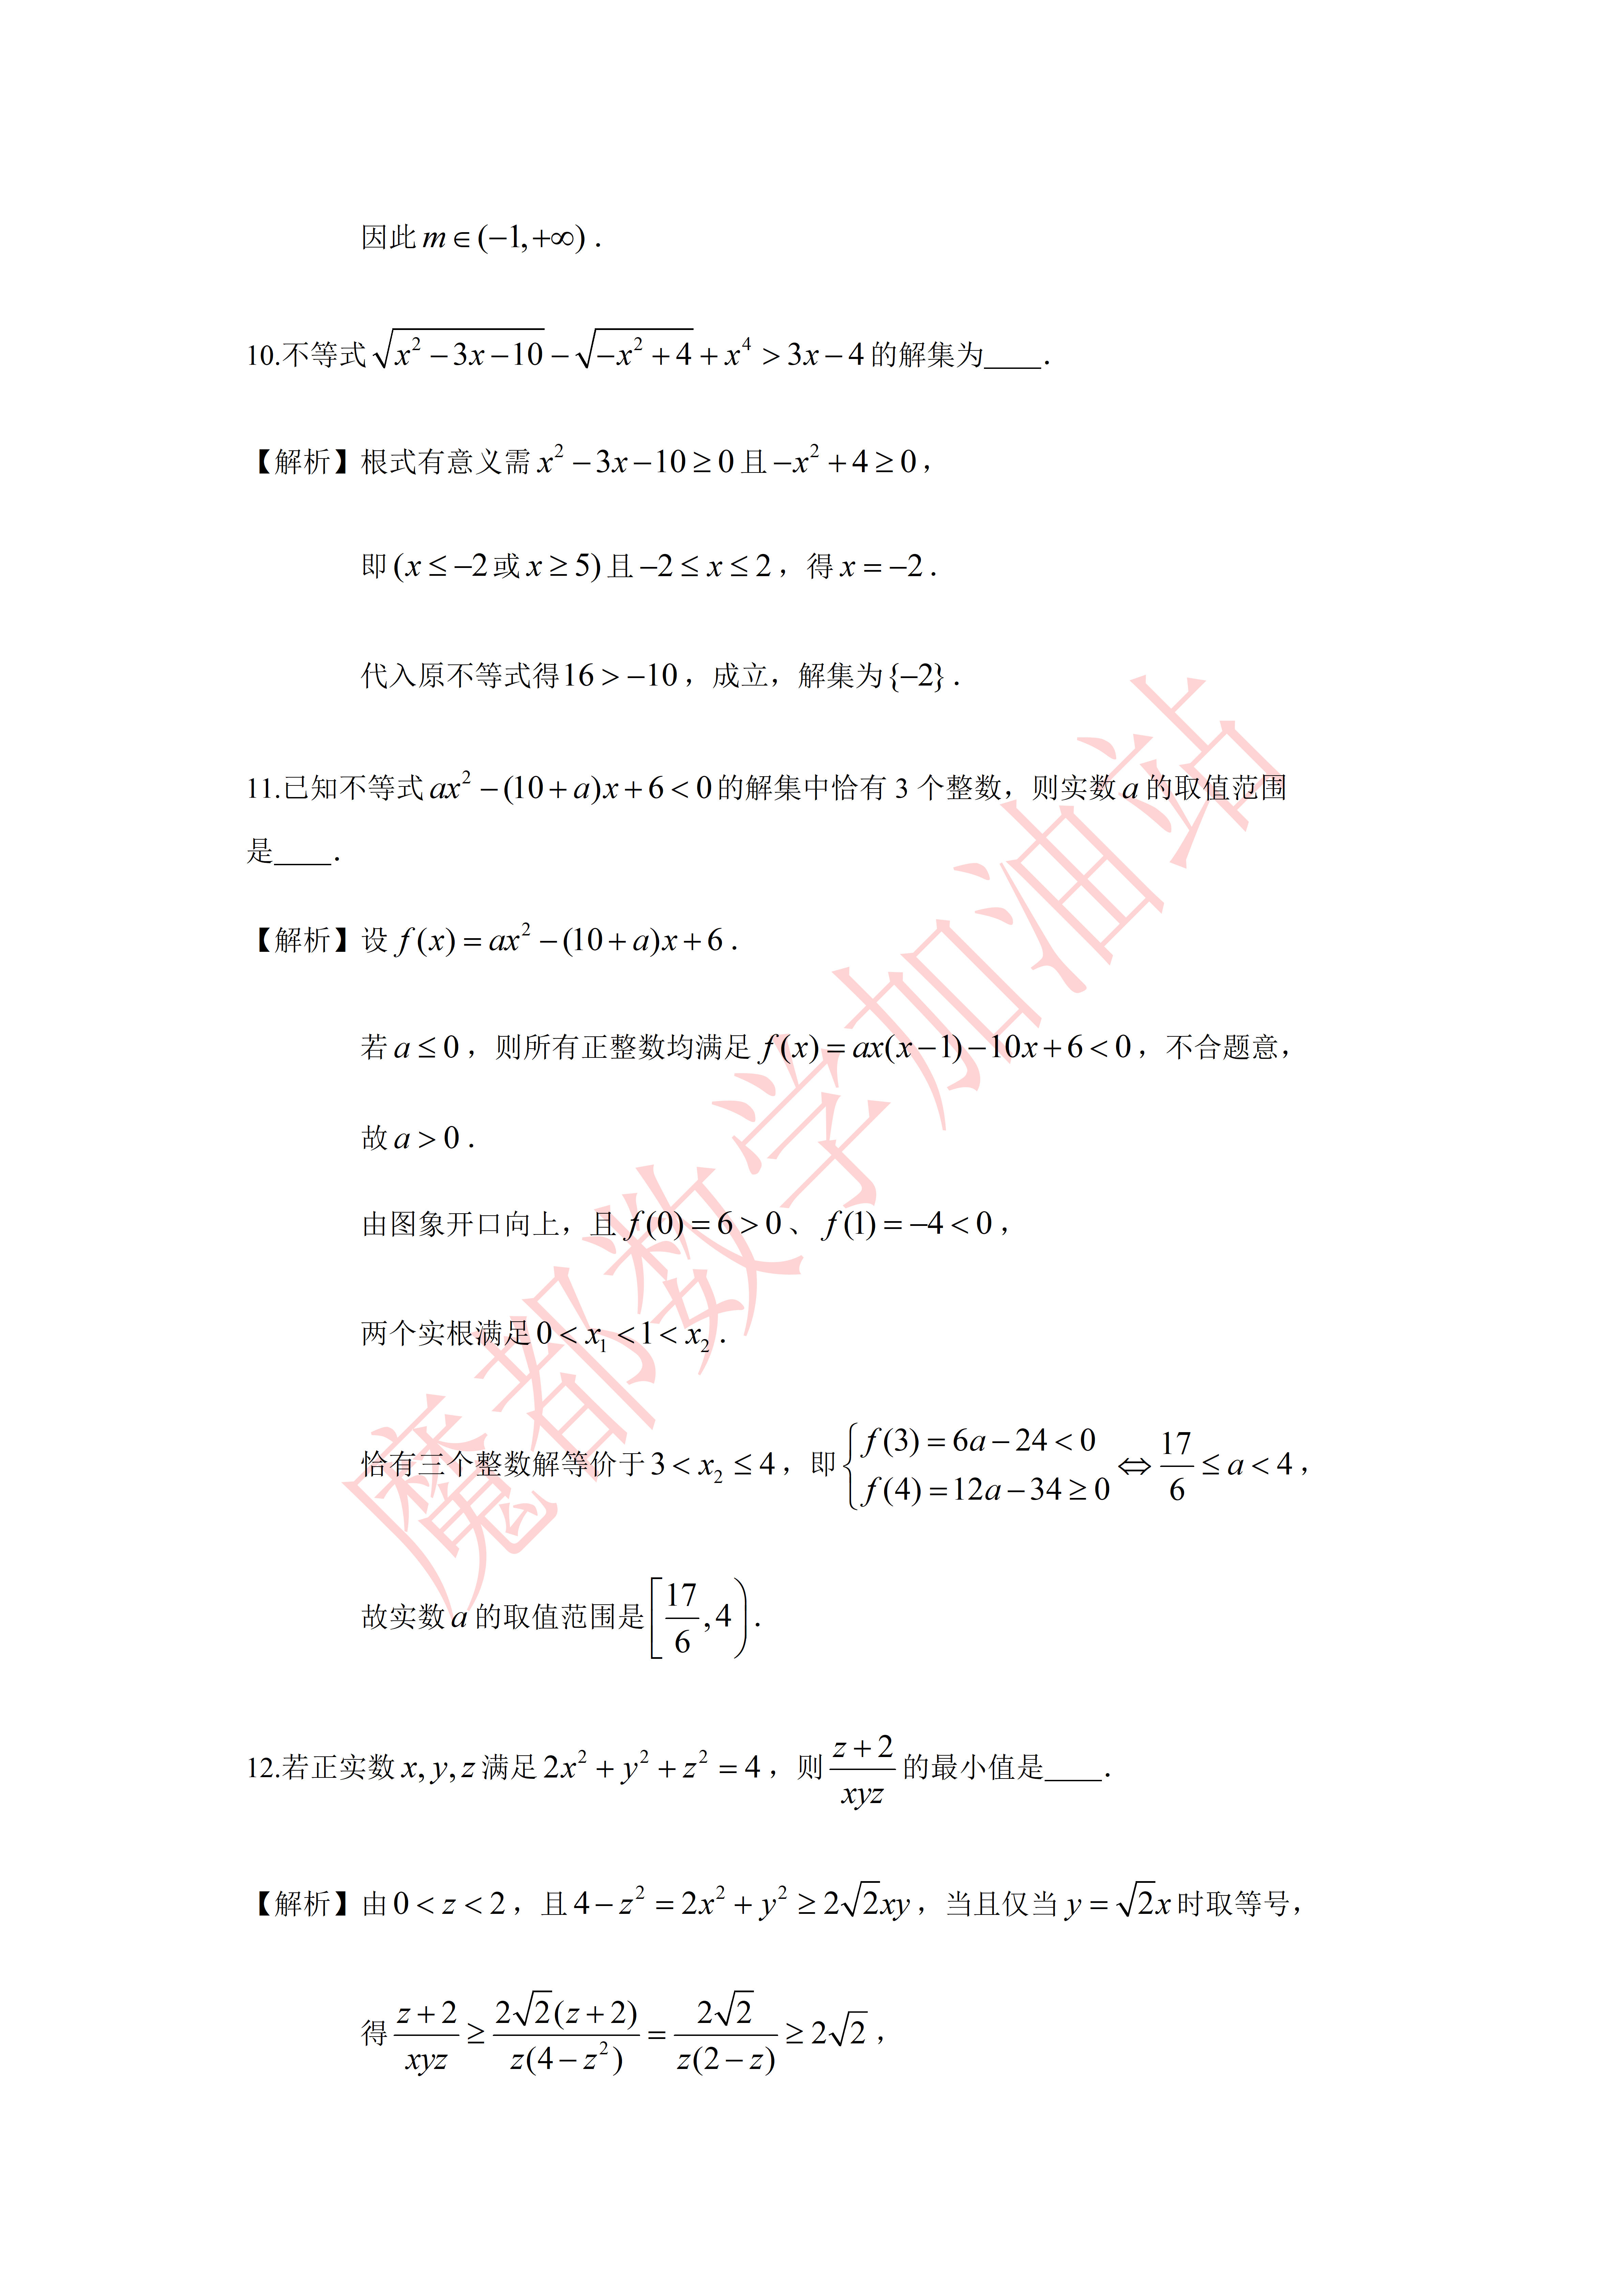 因此 m∈(−1,+∞)．
10.不等式 √(x²−3x−10) − √(−x²+4) + x⁴ > 3x−4 的解集为____．
【解析】根式有意义需 x²−3x−10≥0 且 −x²+4≥0，
即 (x≤−2 或 x≥5) 且 −2≤x≤2，得 x=−2．
代入原不等式得 16>−10，成立，解集为{−2}．
11.已知不等式 ax²−(10+a)x+6<0 的解集中恰有 3 个整数，则实数 a 的取值范围
是____．
【解析】设 f(x)=ax²−(10+a)x+6．
若 a≤0，则所有正整数均满足 f(x)=ax(x−1)−10x+6<0，不合题意，
故 a>0．
由图象开口向上，且 f(0)=6>0、f(1)=−4<0，
两个实根满足 0<x₁<1<x₂．
恰有三个整数解等价于 3<x₂≤4，即 { f(3)=6a−24<0 f(4)=12a−34≥0 ⇔ 17/6≤a<4，
故实数 a 的取值范围是 [17/6,4)．
12.若正实数 x,y,z 满足 2x²+y²+z²=4，则 (z+2)/(xyz) 的最小值是____．
【解析】由 0<z<2，且 4−z²=2x²+y²≥2√2xy，当且仅当 y=√2x 时取等号，
得 (z+2)/(xyz) ≥ 2√2(z+2)/(z(4−z²)) = 2√2/(z(2−z)) ≥ 2√2，
魔都数学加油站